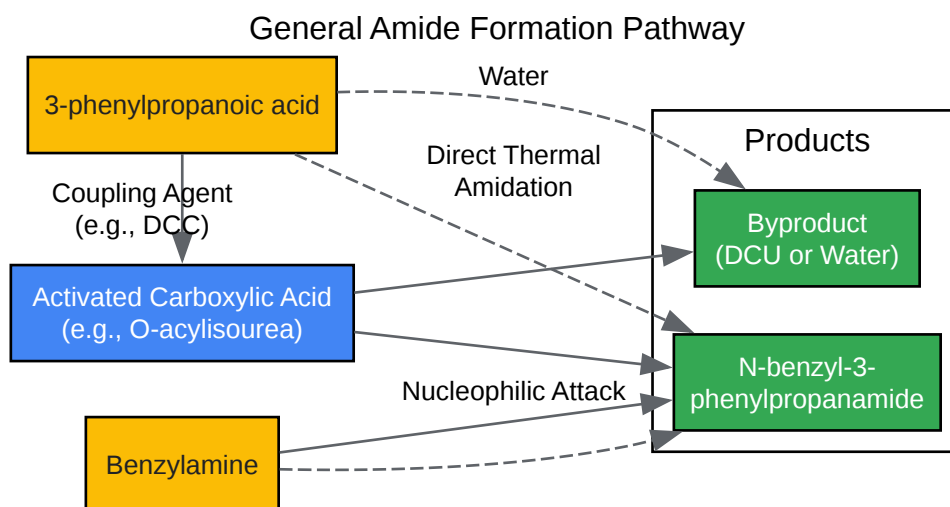 General Amide Formation Pathway
3-phenylpropanoic acid
Water
Products
Direct Thermal
Amidation
Coupling Agent
(e.g., DCC)
Byproduct
(DCU or Water)
Activated Carboxylic Acid
(e.g., O-acylisourea)
N-benzyl-3-
phenylpropanamide
Nucleophilic Attack
Benzylamine